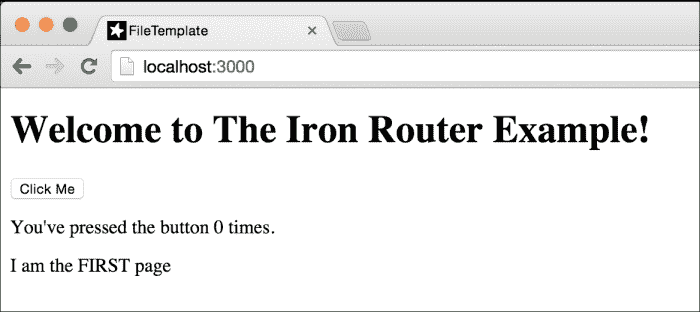 FileTemplate
localhost:3000
Welcome to The Iron Router Example!
Click Me
You've pressed the button 0 times.
I am the FIRST page